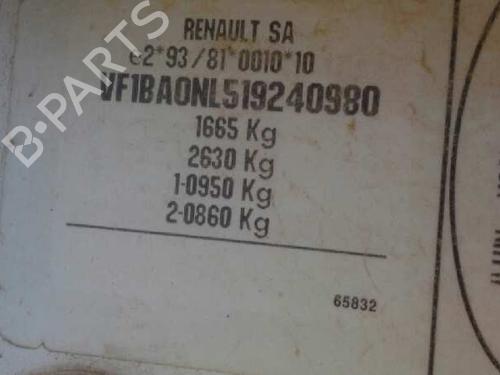 RENAULT SA
e2*93/81*0010*10
VF1BA0NL519240980
1665 Kg
2630 Kg
1-0950 Kg
2-0860 Kg
65832
B-PARTS